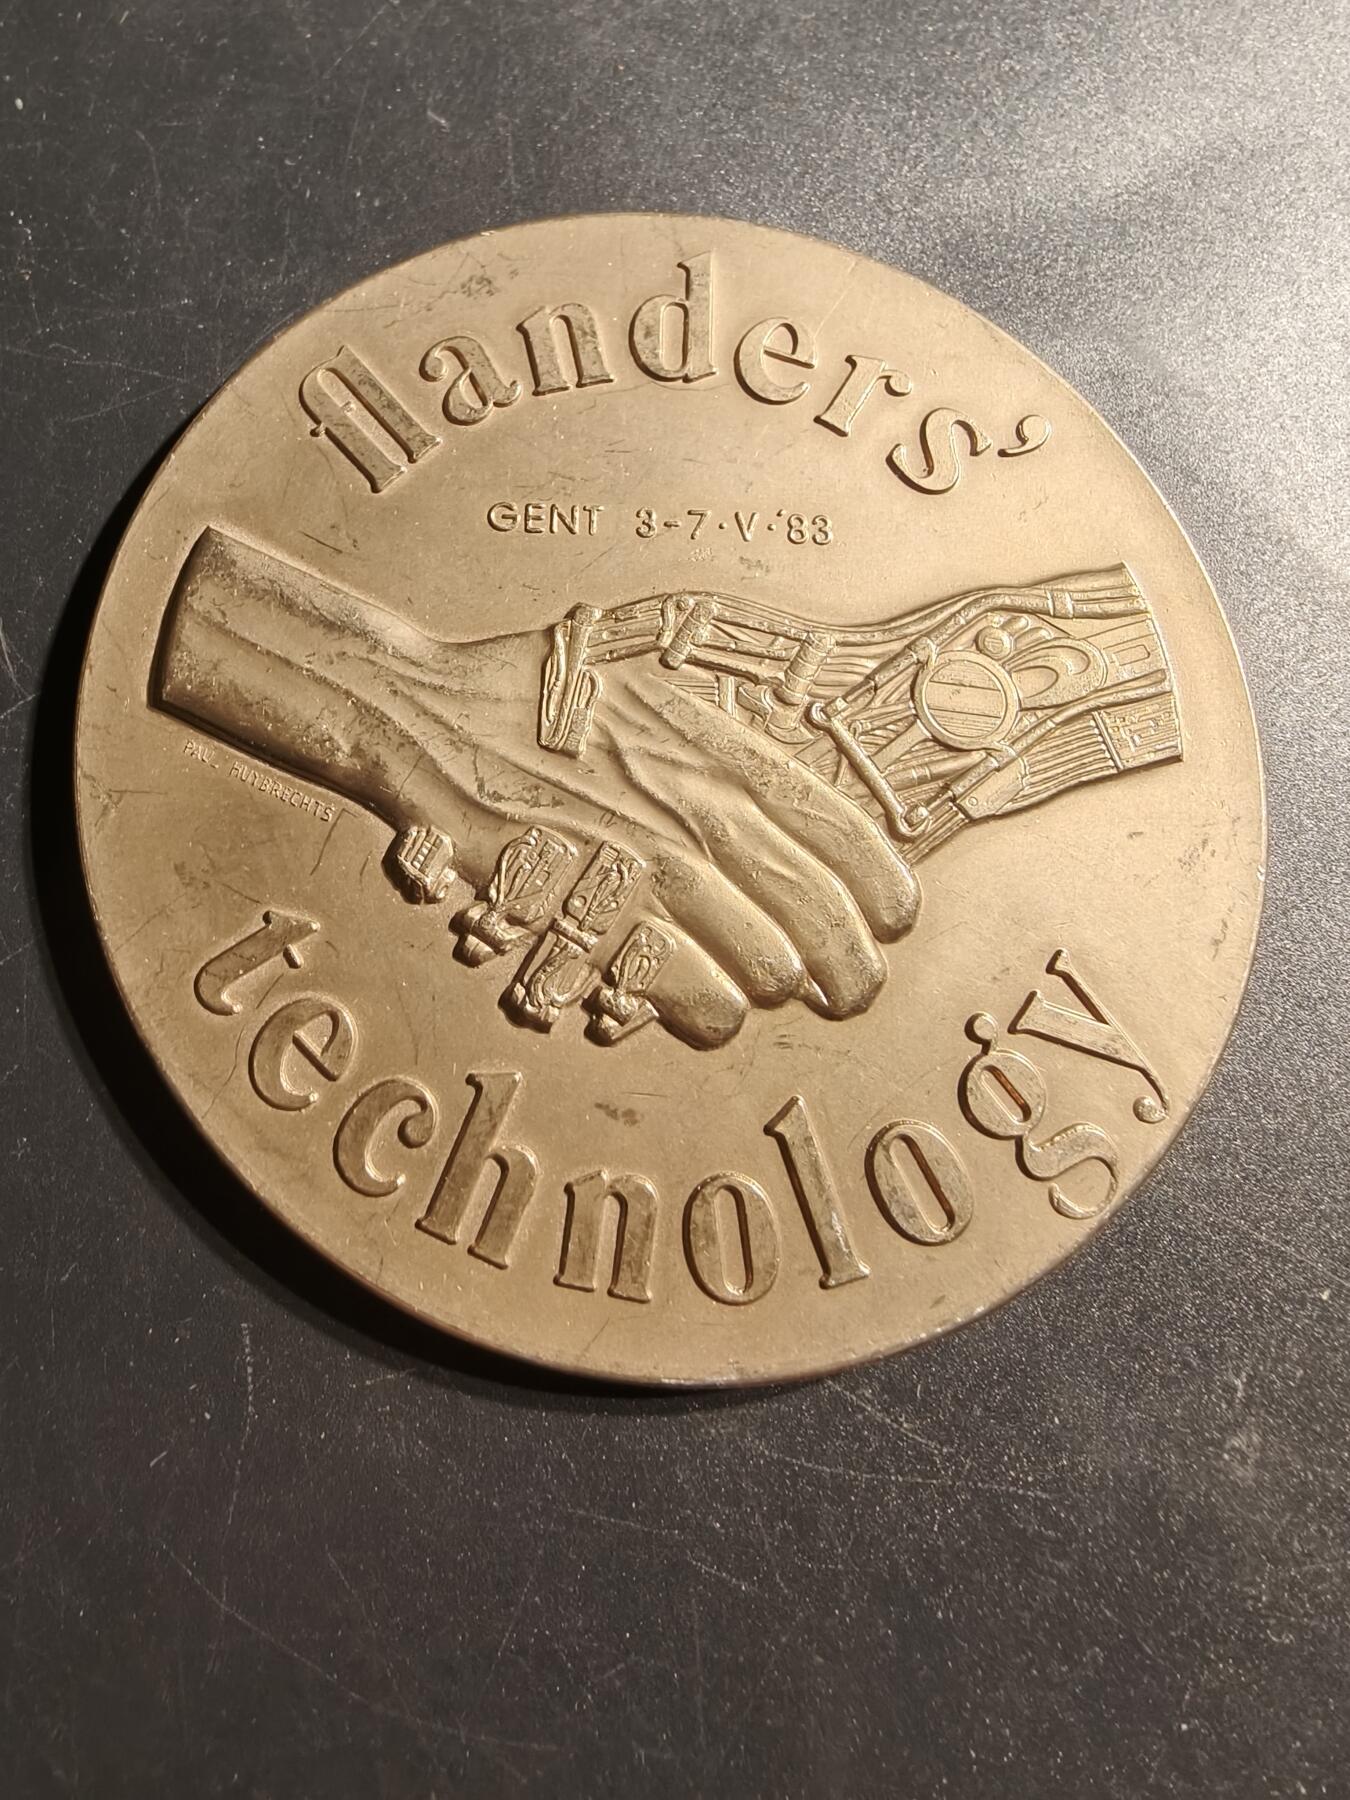 flanders'
GENT 3-7·V·'83
PAUL HUYBRECHTS
technology